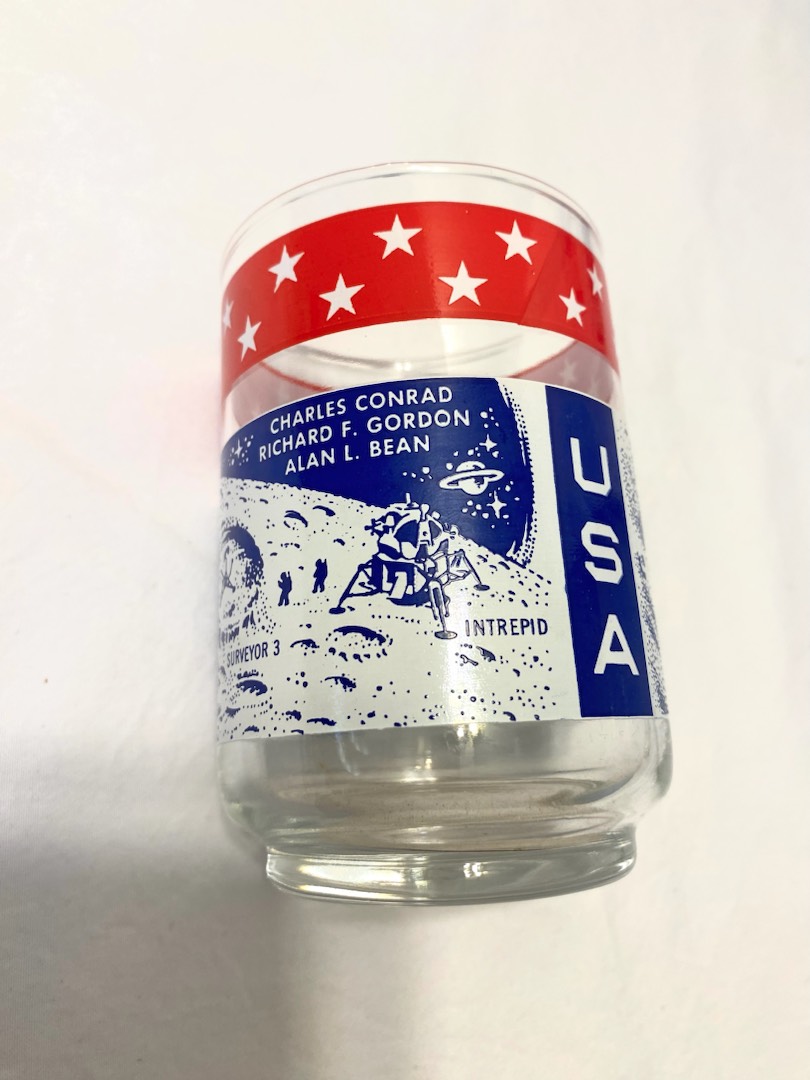 CHARLES CONRAD
RICHARD F. GORDON
ALAN L. BEAN
SURVEYOR 3
INTREPID
USA